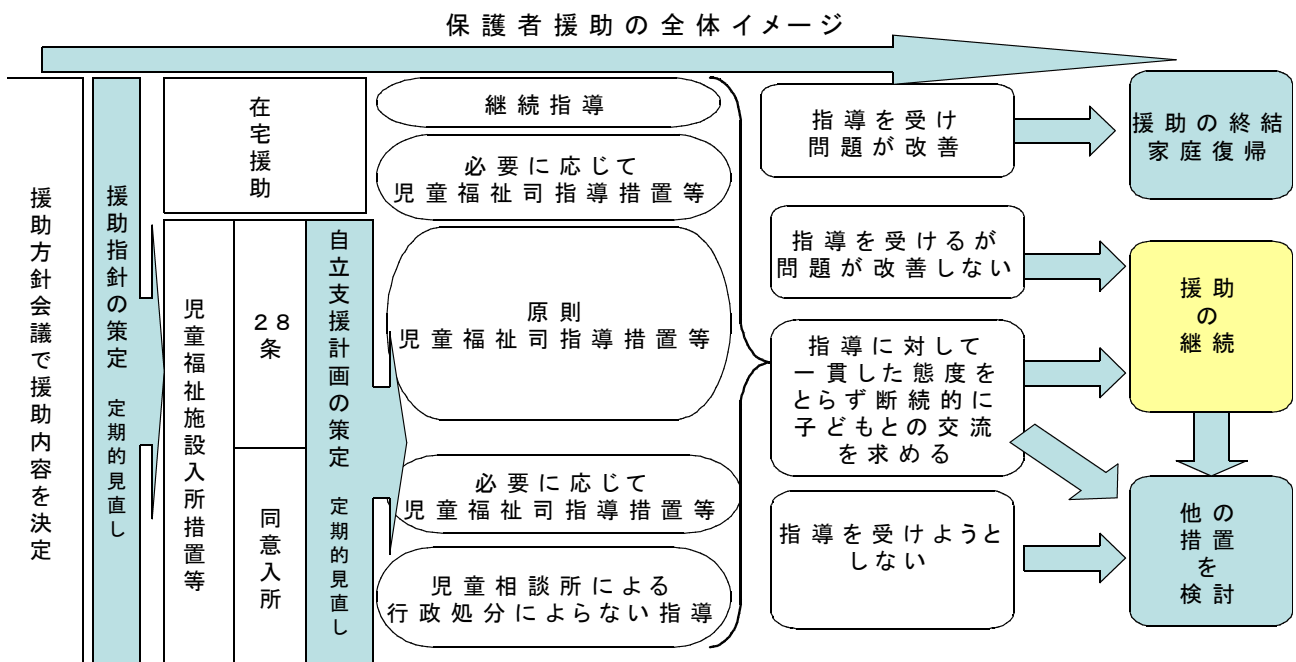 保護者援助の全体イメージ
援助方針会議で援助内容を決定
援助指針の策定 定期的見直し
在宅援助
児童福祉施設入所措置等
２８
条
同意入所
自立支援計画の策定 定期的見直し
継続指導
必要に応じて
児童福祉司指導措置等
原則
児童福祉司指導措置等
必要に応じて
児童福祉司指導措置等
児童相談所による
行政処分によらない指導
指導を受け
問題が改善
指導を受けるが
問題が改善しない
指導に対して
一貫した態度を
とらず断続的に
子どもとの交流
を求める
指導を受けようと
しない
援助の終結
家庭復帰
援助
の
継続
他の
措置
を
検討